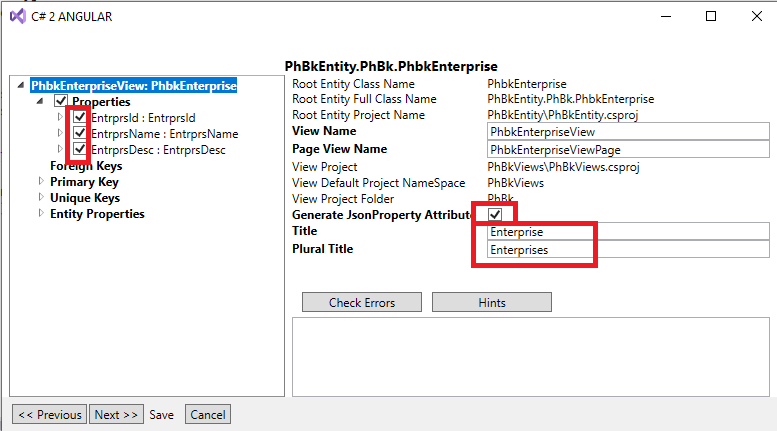 C# 2 ANGULAR
PhbkEnterpriseView: PhbkEnterprise
Properties
EntrprsId : EntrprsId
EntrprsName : EntrprsName
EntrprsDesc : EntrprsDesc
Foreign Keys
Primary Key
Unique Keys
Entity Properties
PhBkEntity.PhBk.PhbkEnterprise
Root Entity Class Name PhbkEnterprise
Root Entity Full Class Name PhBkEntity.PhBk.PhbkEnterprise
Root Entity Project Name PhBkEntity\PhBkEntity.csproj
View Name PhbkEnterpriseView
Page View Name PhbkEnterpriseViewPage
View Project PhBkViews\PhBkViews.csproj
View Default Project NameSpace PhBkViews
View Project Folder PhBk
Generate JsonProperty Attribute
Title Enterprise
Plural Title Enterprises
Check Errors Hints
<< Previous Next >> Save Cancel